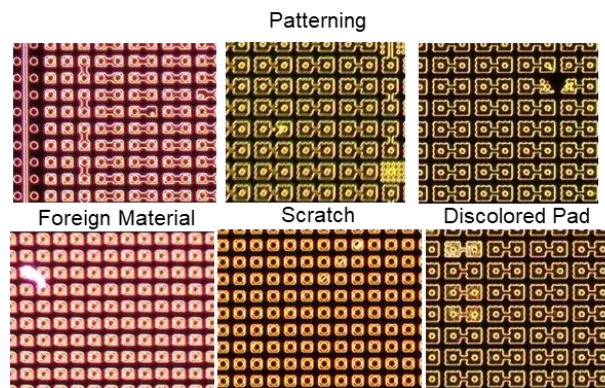 Patterning
Foreign Material
Scratch
Discolored Pad